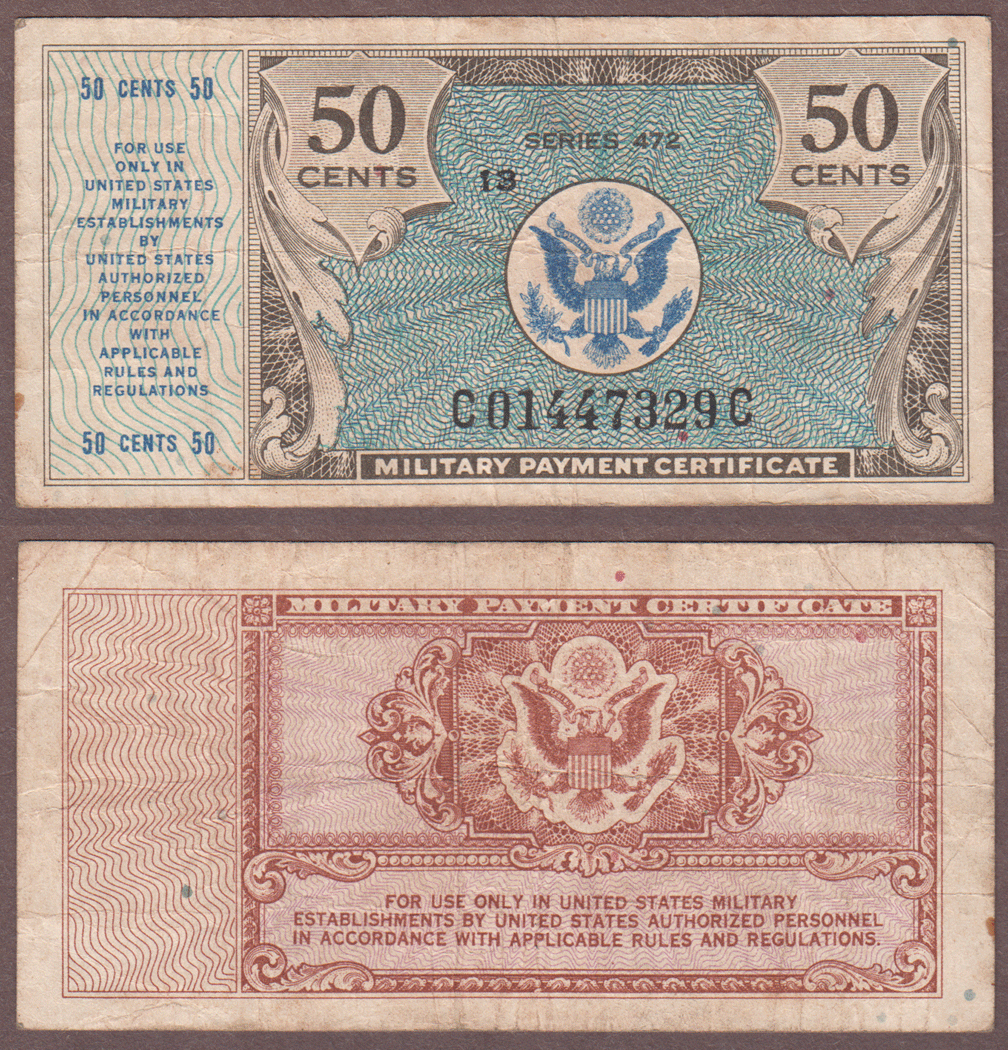 50 CENTS 50
FOR USE
ONLY IN
UNITED STATES
MILITARY
ESTABLISHMENTS
BY
UNITED STATES
AUTHORIZED
PERSONNEL
IN ACCORDANCE
WITH
APPLICABLE
RULES AND
REGULATIONS
50 CENTS 50
50
CENTS
SERIES 472
13
50
CENTS
C01447329C
MILITARY PAYMENT CERTIFICATE
MILITARY PAYMENT CERTIFICATE
FOR USE ONLY IN UNITED STATES MILITARY
ESTABLISHMENTS BY UNITED STATES AUTHORIZED PERSONNEL
IN ACCORDANCE WITH APPLICABLE RULES AND REGULATIONS.